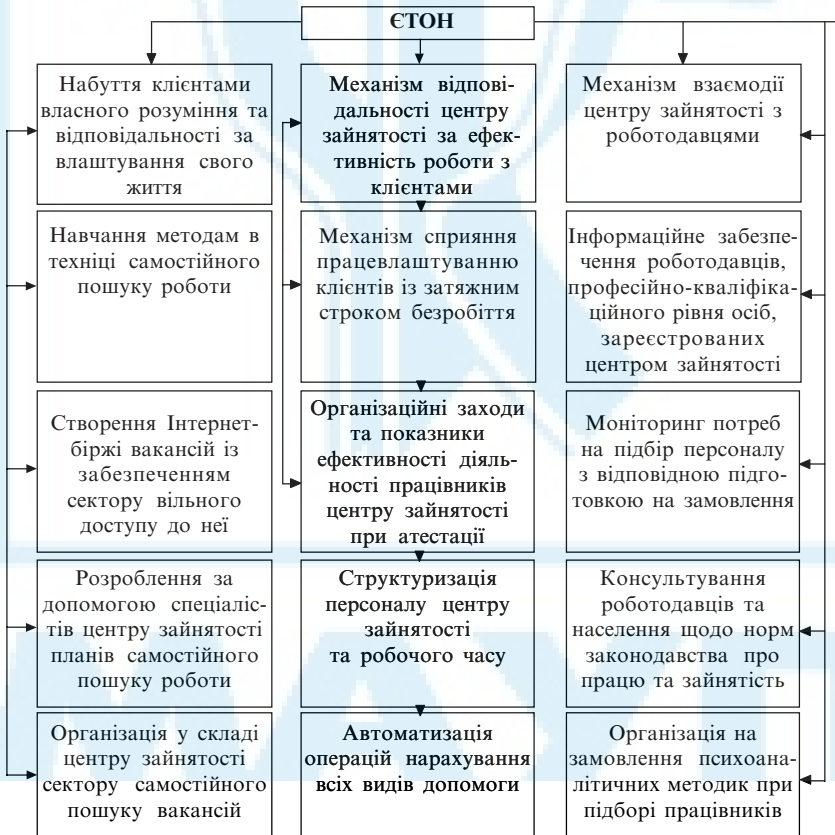 ЄТОН
Набуття клієнтами
власного розуміння та
відповідальності за
влаштування свого
життя
Навчання методам в
техніці самостійного
пошуку роботи
Створення Інтернет-
біржі вакансій із
забезпеченням
сектору вільного
доступу до неї
Розроблення за
допомогою спеціаліс-
тів центру зайнятості
планів самостійного
пошуку роботи
Організація у складі
центру зайнятості
сектору самостійного
пошуку вакансій
Механізм відпові-
дальності центру
зайнятості за ефек-
тивність роботи з
клієнтами
Механізм сприяння
працевлаштуванню
клієнтів із затяжним
строком безробіття
Організаційні заходи
та показники
ефективності діяль-
ності працівників
центру зайнятості
при атестації
Структуризація
персоналу центру
зайнятості
та робочого часу
Автоматизація
операцій нарахування
всіх видів допомоги
Механізм взаємодії
центру зайнятості з
роботодавцями
Інформаційне забезпе-
чення роботодавців,
професійно-кваліфіка-
ційного рівня осіб,
зареєстрованих
центром зайнятості
Моніторинг потреб
на підбір персоналу
з відповідною підго-
товкою на замовлення
Консультування
роботодавців та
населення щодо норм
законодавства про
працю та зайнятість
Організація на
замовлення психоана-
літичних методик при
підборі працівників
МАУП